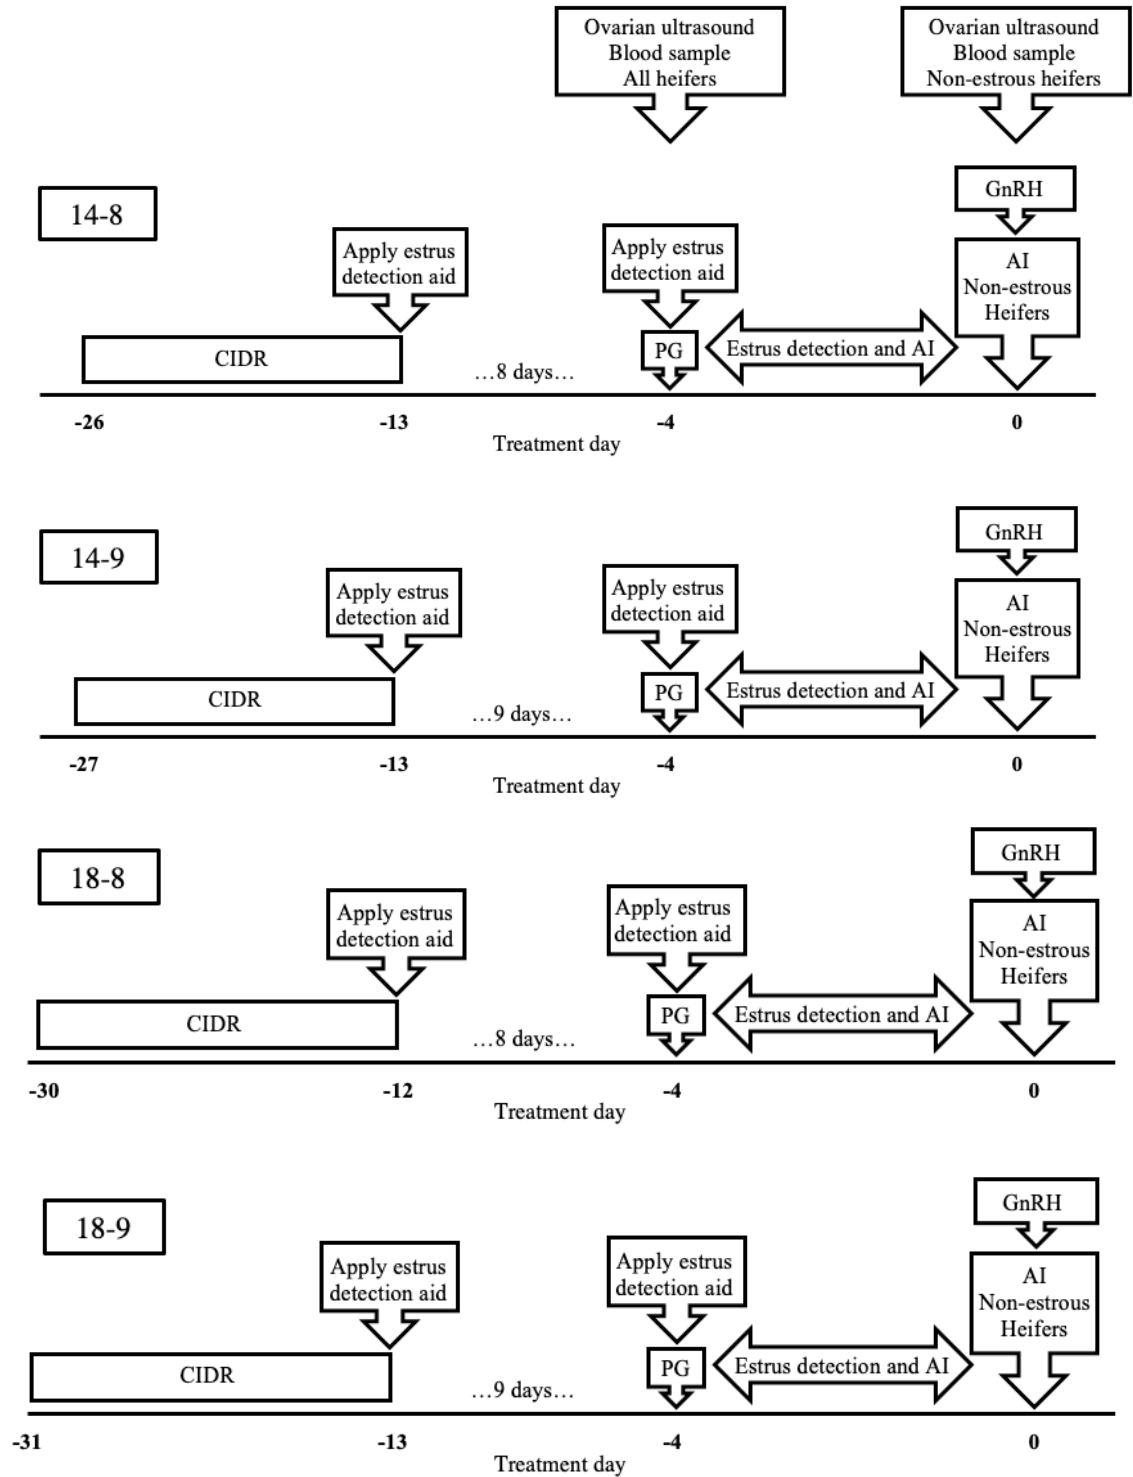 Ovarian ultrasound
Blood sample
All heifers
Ovarian ultrasound
Blood sample
Non-estrous heifers
14-8
Apply estrus
detection aid
Apply estrus
detection aid
GnRH
AI
Non-estrous
Heifers
CIDR
…8 days…
PG
Estrus detection and AI
-26
-13
-4
0
Treatment day
14-9
Apply estrus
detection aid
Apply estrus
detection aid
GnRH
AI
Non-estrous
Heifers
CIDR
…9 days…
PG
Estrus detection and AI
-27
-13
-4
0
Treatment day
18-8
Apply estrus
detection aid
Apply estrus
detection aid
GnRH
AI
Non-estrous
Heifers
CIDR
…8 days…
PG
Estrus detection and AI
-30
-12
-4
0
Treatment day
18-9
Apply estrus
detection aid
Apply estrus
detection aid
GnRH
AI
Non-estrous
Heifers
CIDR
…9 days…
PG
Estrus detection and AI
-31
-13
-4
0
Treatment day